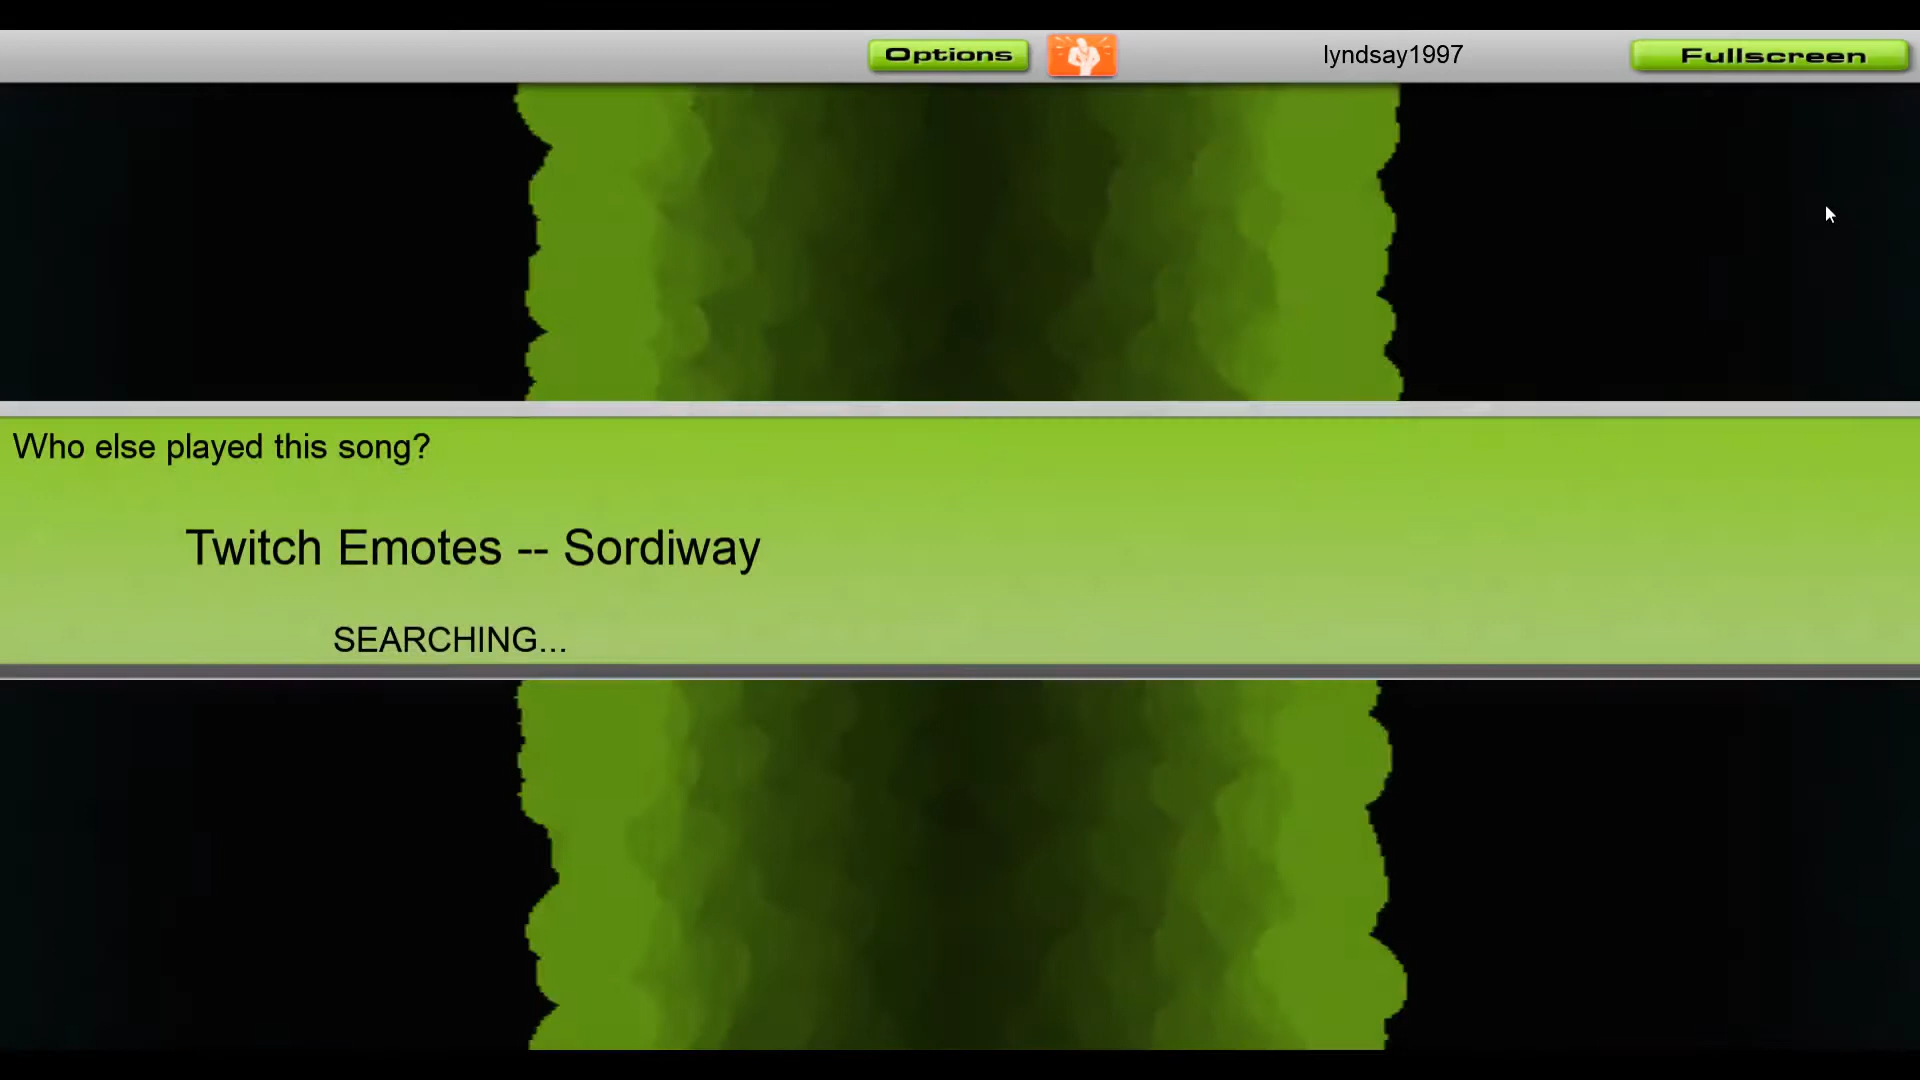 Options
lyndsay1997
Fullscreen
Who else played this song?
Twitch Emotes -- Sordiway
SEARCHING...